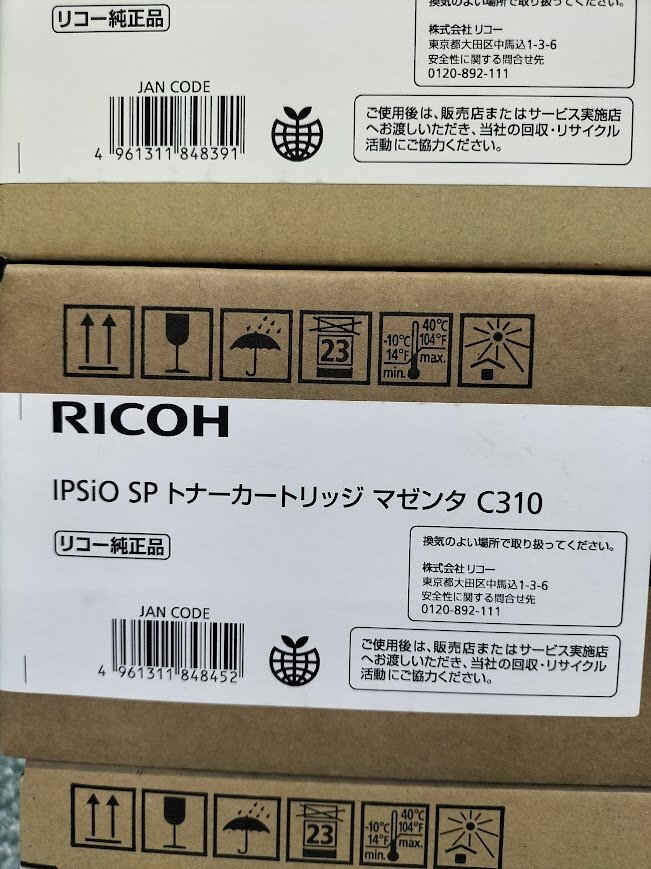 リコー純正品
換気のよい場所で取り扱ってください。
株式会社リコー
東京都大田区中馬込1-3-6
安全性に関する問合せ先
0120-892-111
JAN CODE
4 961311 848391
ご使用後は、販売店またはサービス実施店
へお渡しいただき、当社の回収・リサイクル
活動にご協力ください。
23
-10℃
14°F
min.
40℃
104°F
max.
RICOH
IPSiO SP トナーカートリッジ マゼンタ C310
リコー純正品
換気のよい場所で取り扱ってください。
株式会社リコー
東京都大田区中馬込1-3-6
安全性に関する問合せ先
0120-892-111
JAN CODE
4 961311 848452
ご使用後は、販売店またはサービス実施店
へお渡しいただき、当社の回収・リサイクル
活動にご協力ください。
23
-10℃
14°F
min.
40℃
104°F
max.